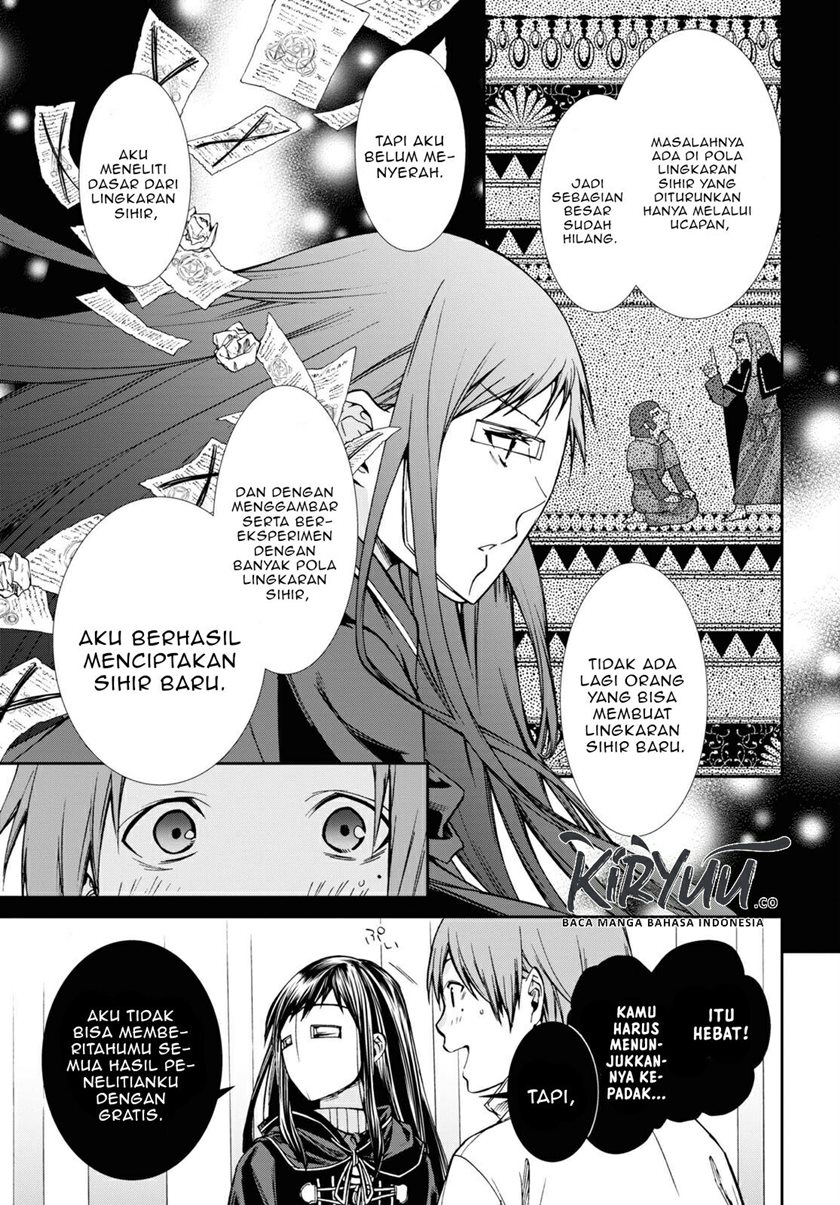 MASALAHNYA
ADA DI POLA
LINGKARAN
SIHIR YANG
DITURUNKAN
HANYA MELALUI
UCAPAN,
JADI
SEBAGIAN
BESAR
SUDAH
HILANG.
TIDAK ADA
LAGI ORANG
YANG BISA
MEMBUAT
LINGKARAN
SIHIR BARU.
TAPI AKU
BELUM ME-
NYERAH.
AKU
MENELITI
DASAR DARI
LINGKARAN
SIHIR,
DAN DENGAN
MENGGAMBAR
SERTA BER-
EKSPERIMEN
DENGAN
BANYAK POLA
LINGKARAN
SIHIR,
AKU BERHASIL
MENCIPTAKAN
SIHIR BARU.
KIRYUU.CO
BACA MANGA BAHASA INDONESIA
ITU
HEBAT!
KAMU
HARUS
MENUN-
JUKKAN-
NYA KE-
PADAK...
TAPI,
ぷい
AKU TIDAK
BISA MEMBE-
RITAHUMU SE-
MUA HASIL PE-
NELITIANKU
DENGAN
GRATIS.